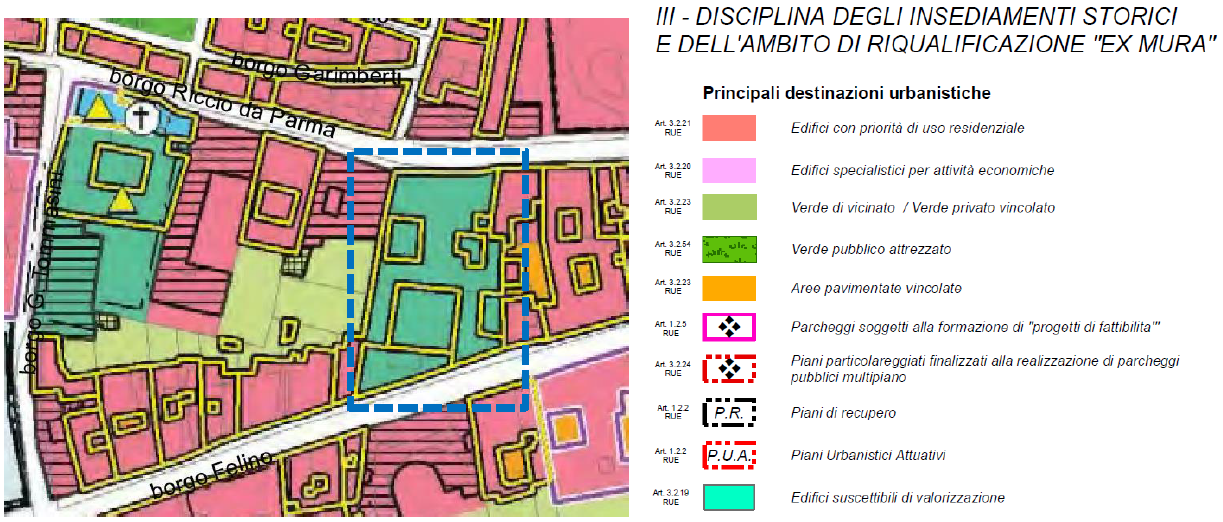 borgo Garimberti
borgo Riccio da Parma
borgo G. Tommasini
borgo Felino
III - DISCIPLINA DEGLI INSEDIAMENTI STORICI
E DELL'AMBITO DI RIQUALIFICAZIONE "EX MURA"
Principali destinazioni urbanistiche
Art. 3.2.21
RUE
Edifici con priorità di uso residenziale
Art. 3.2.20
RUE
Edifici specialistici per attività economiche
Art. 3.2.23
RUE
Verde di vicinato / Verde privato vincolato
Art. 3.2.54
RUE
Verde pubblico attrezzato
Art. 3.2.23
RUE
Aree pavimentate vincolate
Art. 1.2.5
RUE
Parcheggi soggetti alla formazione di "progetti di fattibilita'"
Art. 3.2.24
RUE
Piani particolareggiati finalizzati alla realizzazione di parcheggi
pubblici multipiano
Art. 1.2.2
RUE
P.R.
Piani di recupero
Art. 1.2.2
RUE
P.U.A.
Piani Urbanistici Attuativi
Art. 3.2.19
RUE
Edifici suscettibili di valorizzazione